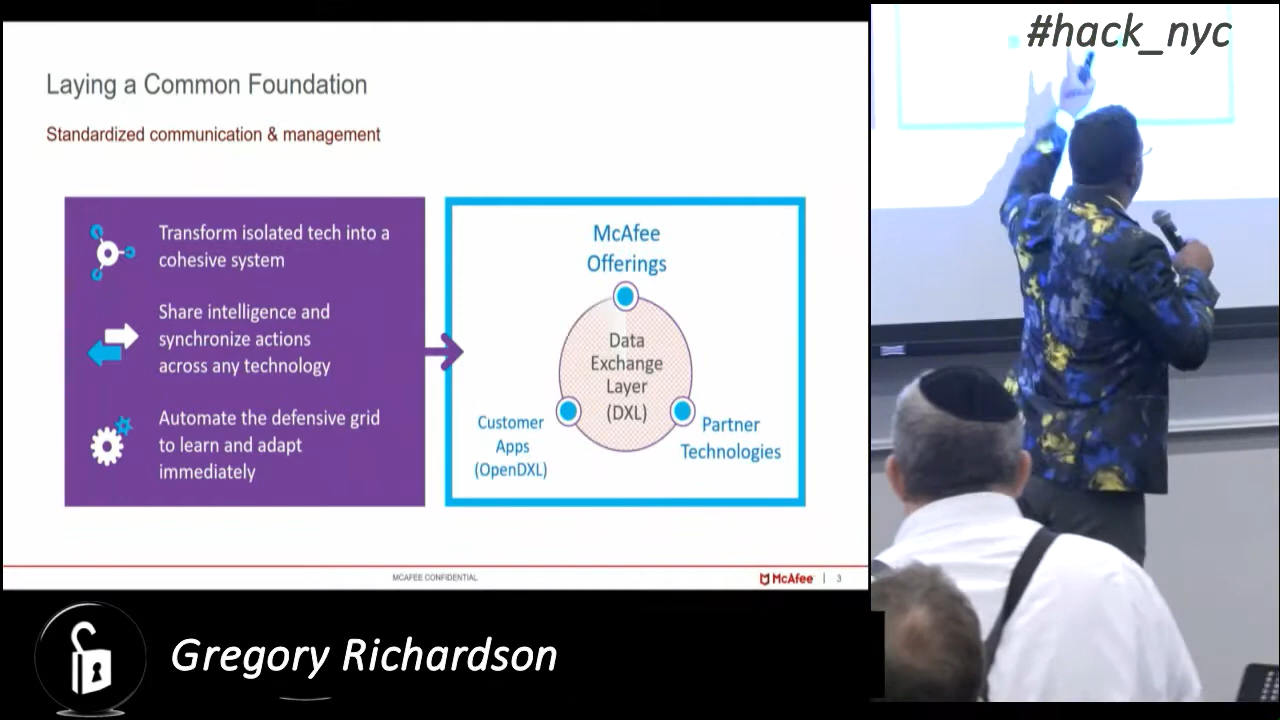 #hack_nyc
Laying a Common Foundation
Standardized communication & management
Transform isolated tech into a
cohesive system
Share intelligence and
synchronize actions
across any technology
Automate the defensive grid
to learn and adapt
immediately
McAfee
Offerings
Data
Exchange
Layer
(DXL)
Customer
Apps
(OpenDXL)
Partner
Technologies
MCAFEE CONFIDENTIAL
McAfee | 3
Gregory Richardson